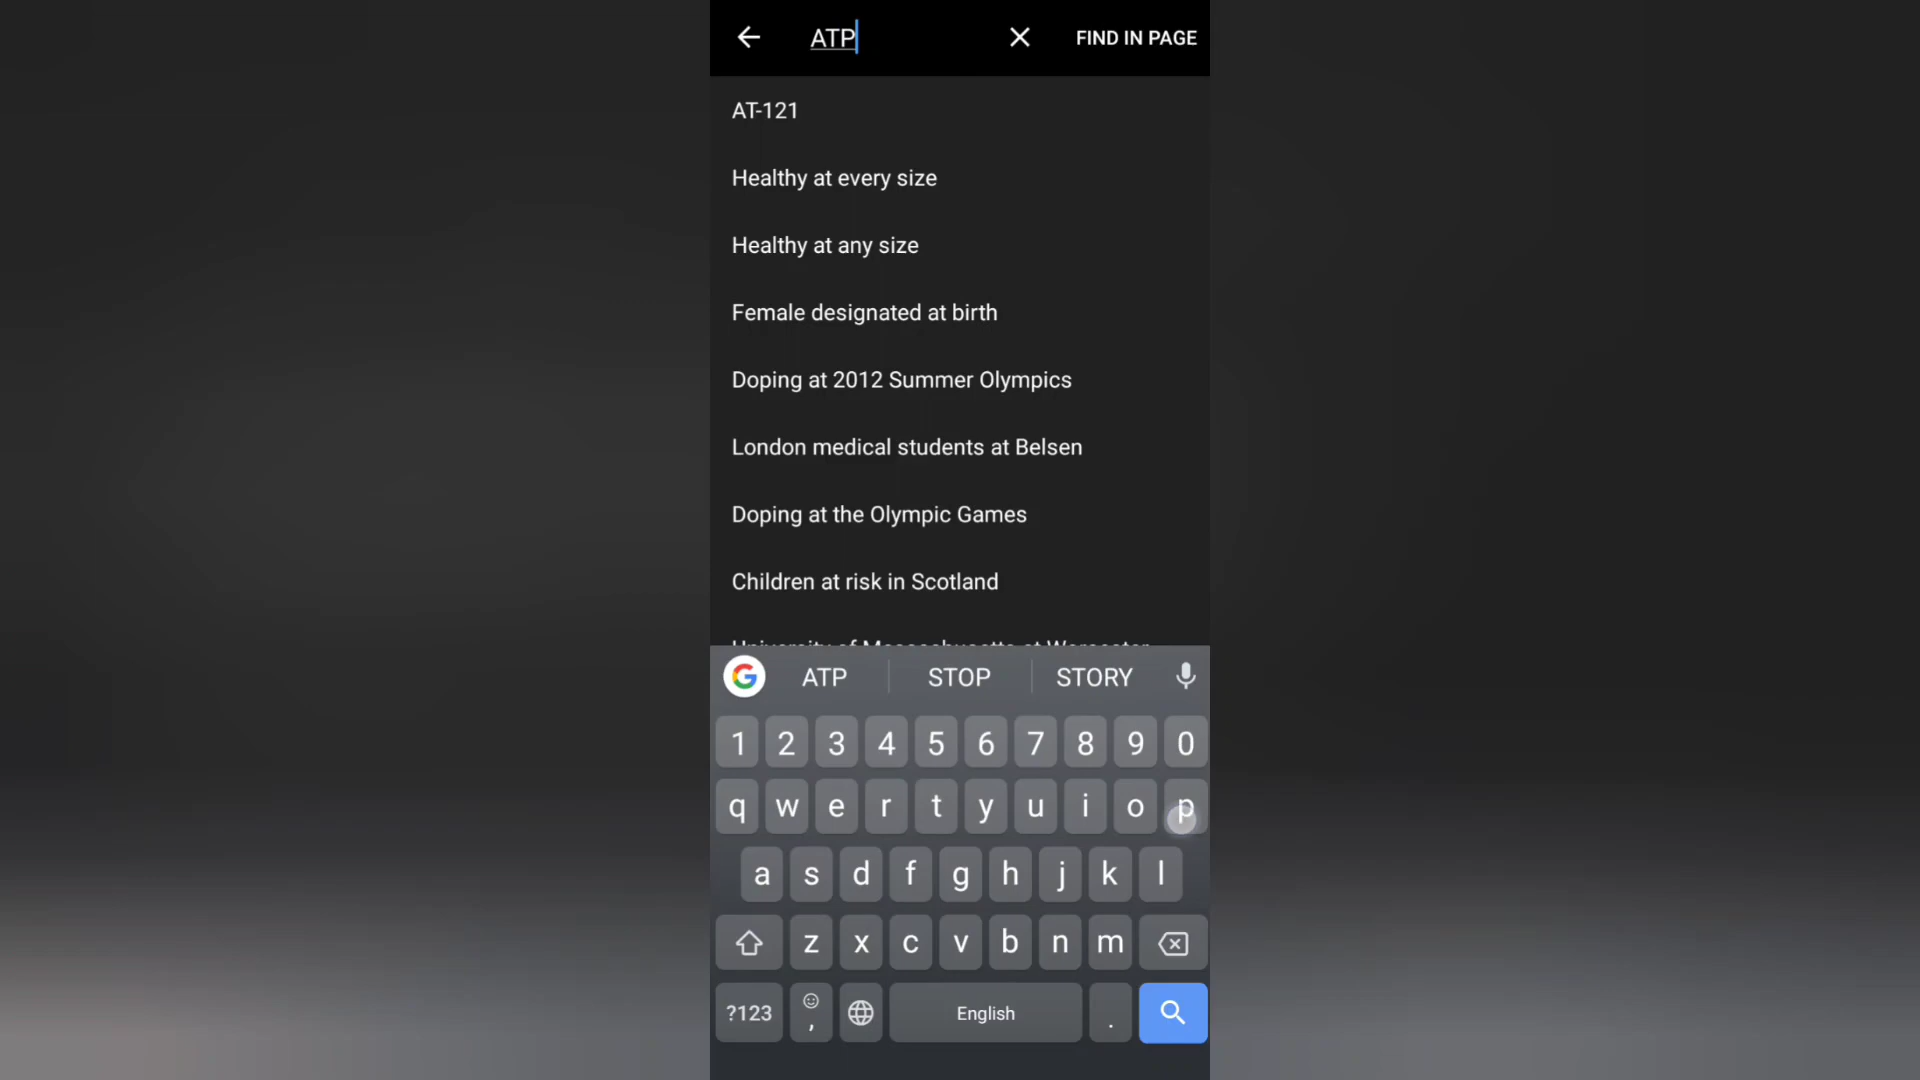 ATP FIND IN PAGE
AT-121
Healthy at every size
Healthy at any size
Female designated at birth
Doping at 2012 Summer Olympics
London medical students at Belsen
Doping at the Olympic Games
Children at risk in Scotland
ATP STOP STORY
1 2 3 4 5 6 7 8 9 0
q w e r t y u i o p
a s d f g h j k l
z x c v b n m
?123 , English .